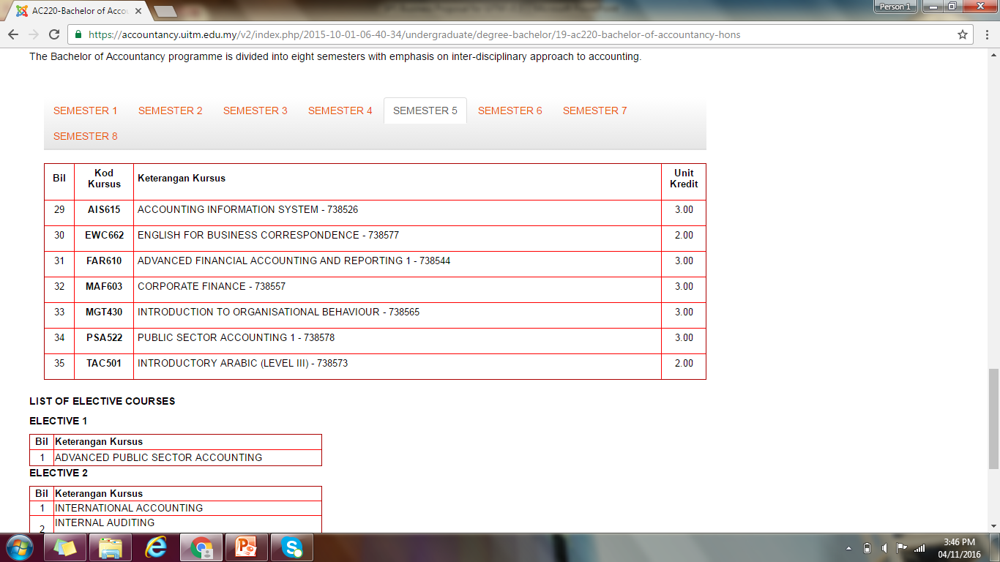 AC220-Bachelor of Accou
Person 1
https://accountancy.uitm.edu.my/v2/index.php/2015-10-01-06-40-34/undergraduate/degree-bachelor/19-ac220-bachelor-of-accountancy-hons
The Bachelor of Accountancy programme is divided into eight semesters with emphasis on inter-disciplinary approach to accounting.
SEMESTER 1 SEMESTER 2 SEMESTER 3 SEMESTER 4 SEMESTER 5 SEMESTER 6 SEMESTER 7
SEMESTER 8
Bil Kod Kursus Keterangan Kursus Unit Kredit
29 AIS615 ACCOUNTING INFORMATION SYSTEM - 738526 3.00
30 EWC662 ENGLISH FOR BUSINESS CORRESPONDENCE - 738577 2.00
31 FAR610 ADVANCED FINANCIAL ACCOUNTING AND REPORTING 1 - 738544 3.00
32 MAF603 CORPORATE FINANCE - 738557 3.00
33 MGT430 INTRODUCTION TO ORGANISATIONAL BEHAVIOUR - 738565 3.00
34 PSA522 PUBLIC SECTOR ACCOUNTING 1 - 738578 3.00
35 TAC501 INTRODUCTORY ARABIC (LEVEL III) - 738573 2.00
LIST OF ELECTIVE COURSES
ELECTIVE 1
Bil Keterangan Kursus
1 ADVANCED PUBLIC SECTOR ACCOUNTING
ELECTIVE 2
Bil Keterangan Kursus
1 INTERNATIONAL ACCOUNTING
2 INTERNAL AUDITING
3:46 PM
04/11/2016